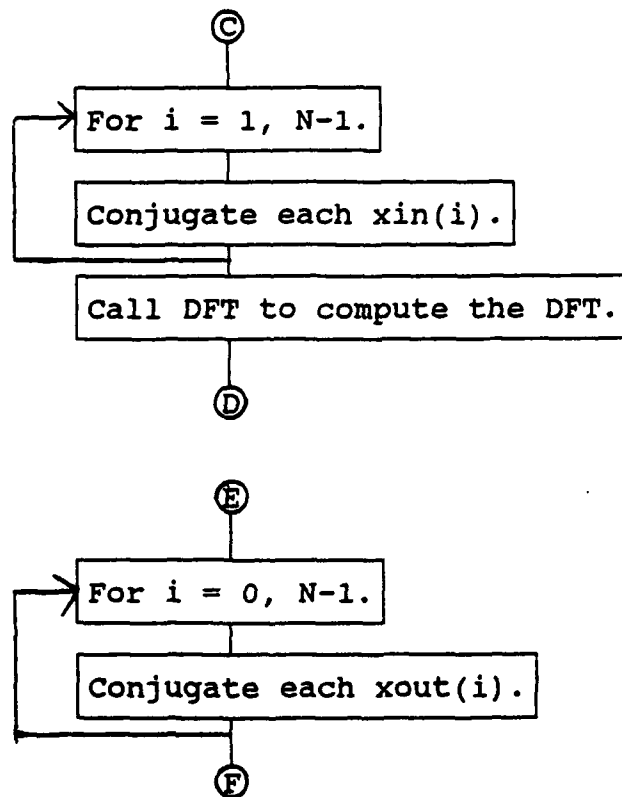 C
For i = 1, N-1.
Conjugate each xin(i).
Call DFT to compute the DFT.
D
E
For i = 0, N-1.
Conjugate each xout(i).
F